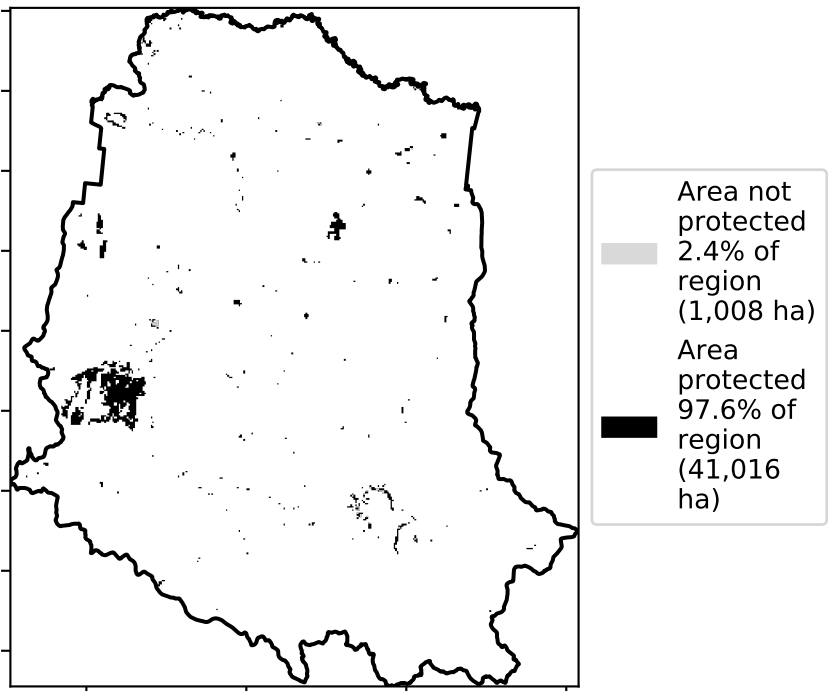 Area not
protected
2.4% of
region
(1,008 ha)
Area
protected
97.6% of
region
(41,016
ha)